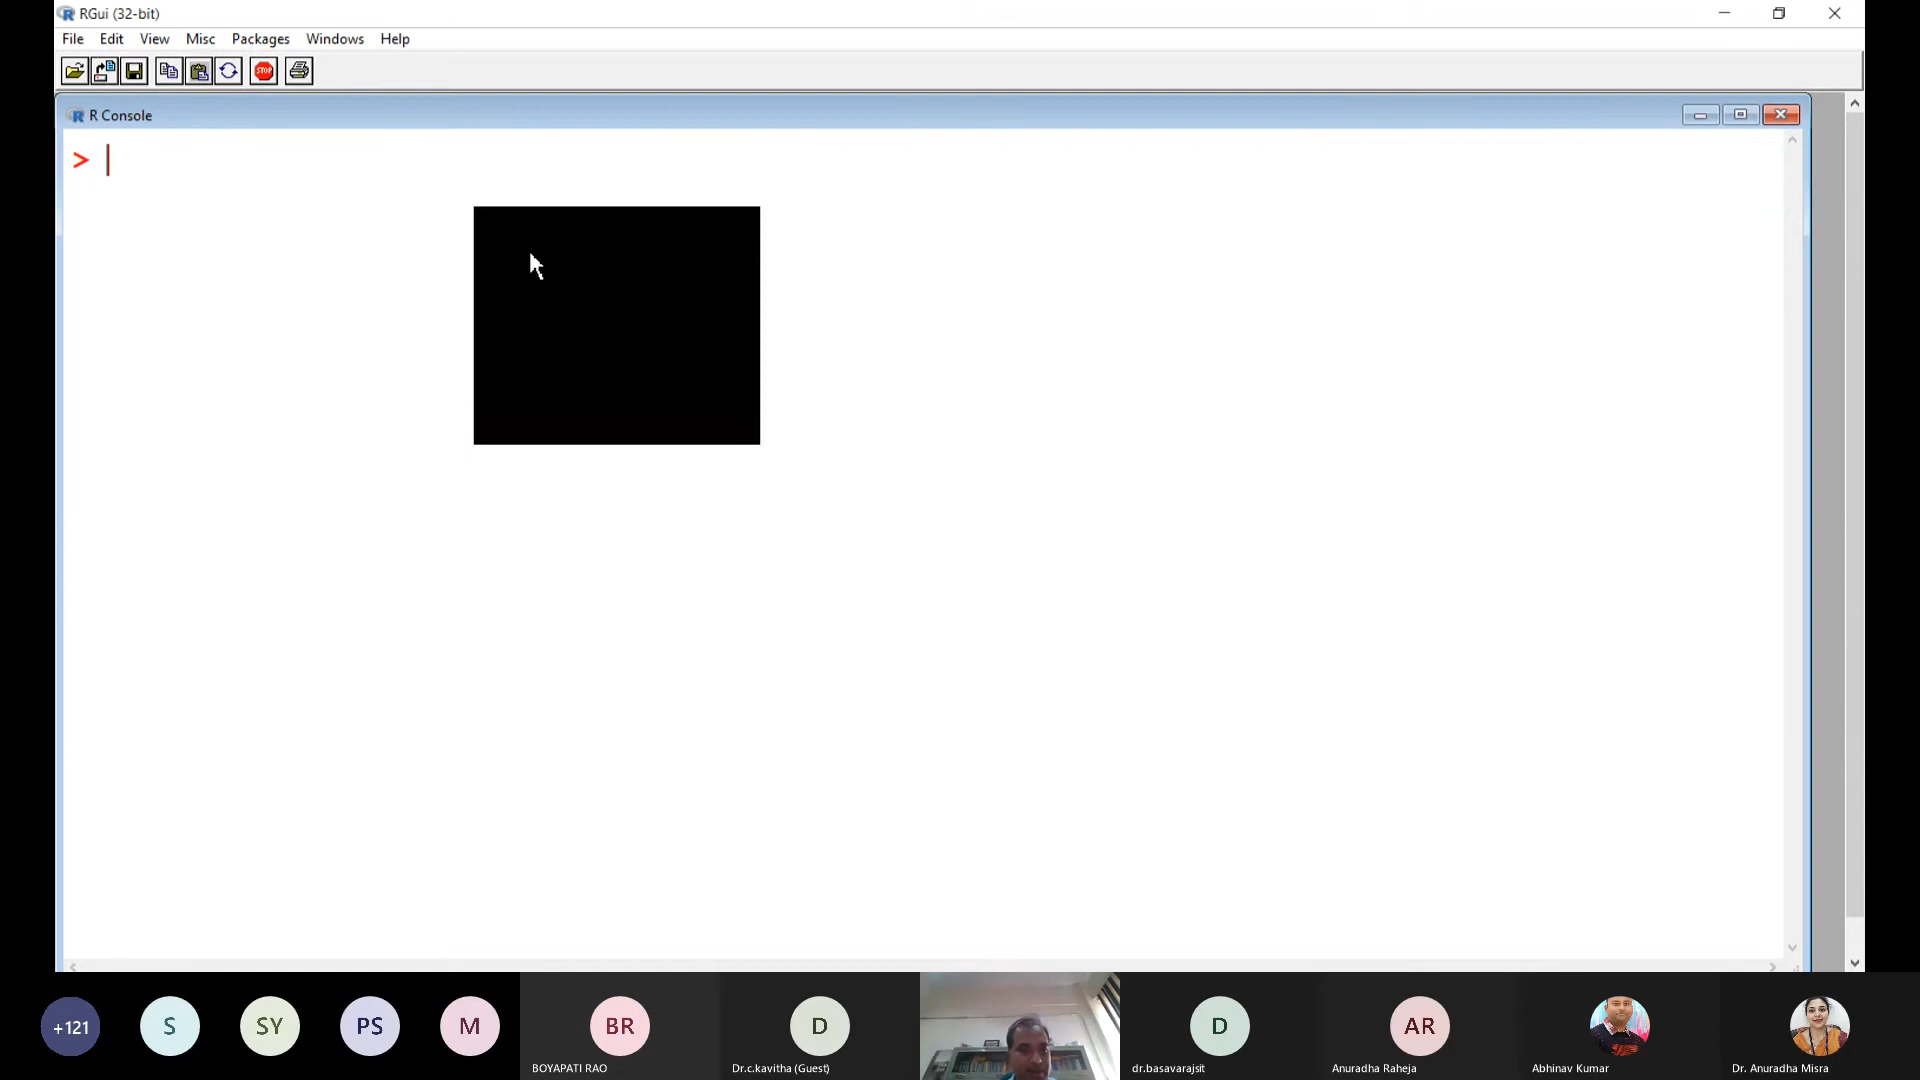 RGui (32-bit)
File Edit View Misc Packages Windows Help
STOP
R Console
>
+121
S
SY
PS
M
BR
BOYAPATI RAO
D
Dr.c.kavitha (Guest)
D
dr.basavarajsit
AR
Anuradha Raheja
Abhinav Kumar
Dr. Anuradha Misra